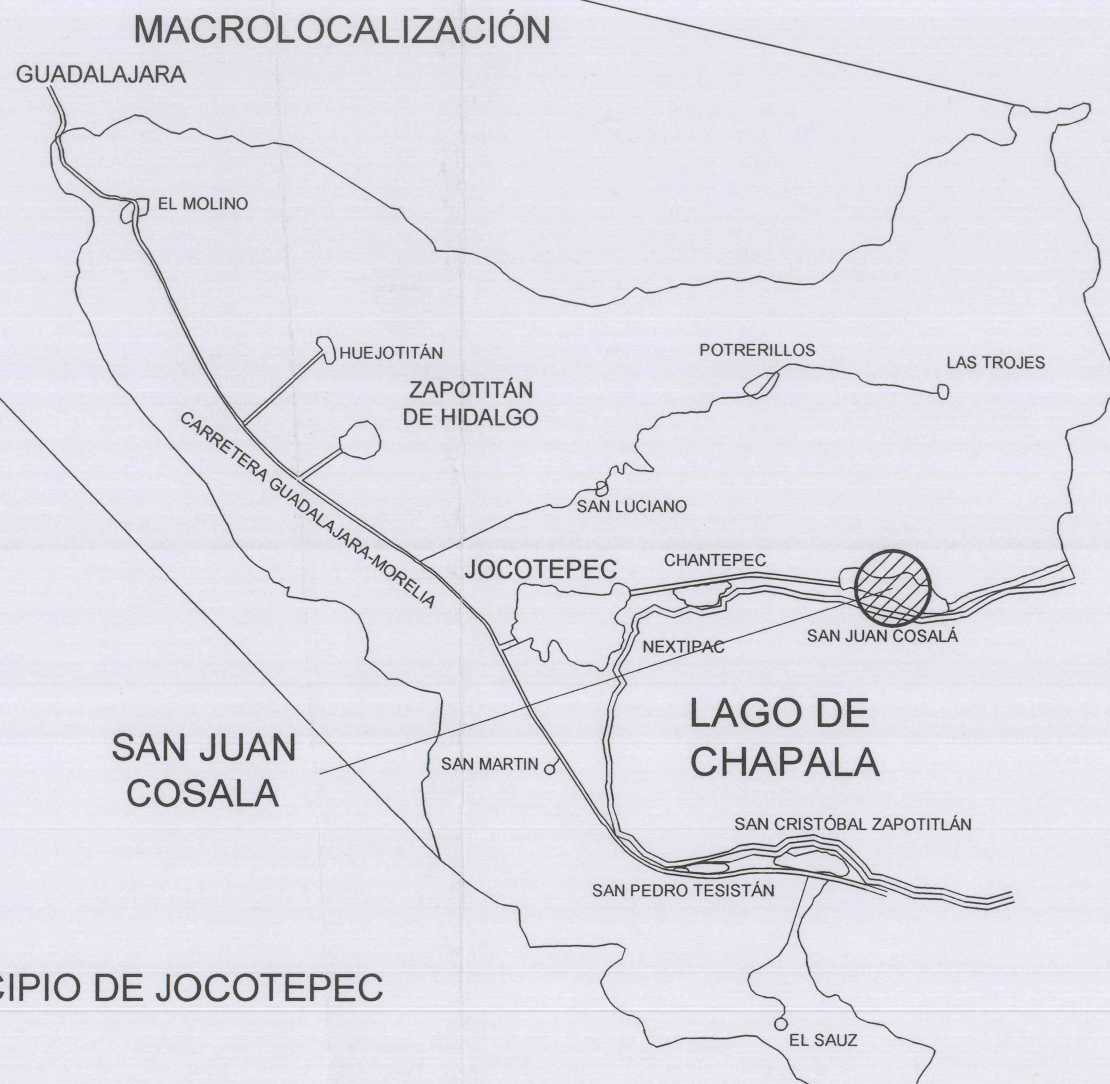 MACROLOCALIZACIÓN
GUADALAJARA
EL MOLINO
HUEJOTITÁN
POTRERILLOS
LAS TROJES
ZAPOTITÁN
DE HIDALGO
CARRETERA GUADALAJARA-MORELIA
SAN LUCIANO
JOCOTEPEC
CHANTEPEC
SAN JUAN COSALÁ
NEXTIPAC
LAGO DE
CHAPALA
SAN JUAN
COSALA
SAN MARTIN
SAN CRISTÓBAL ZAPOTITLÁN
SAN PEDRO TESISTÁN
CIPIO DE JOCOTEPEC
EL SAUZ